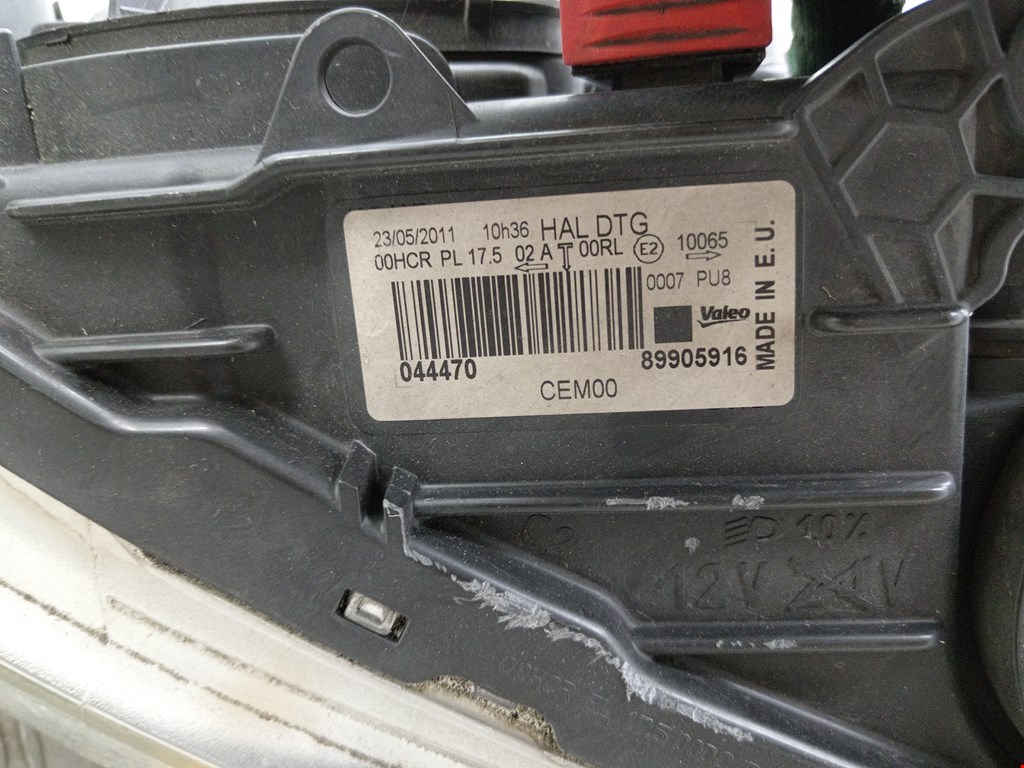 23/05/2011 10h36 HAL DTG
00HCR PL 17.5 02 A 00RL E2 10065
0007 PU8
Valeo
044470 89905916
CEM00
MADE IN E. U.
10%
12V 24V